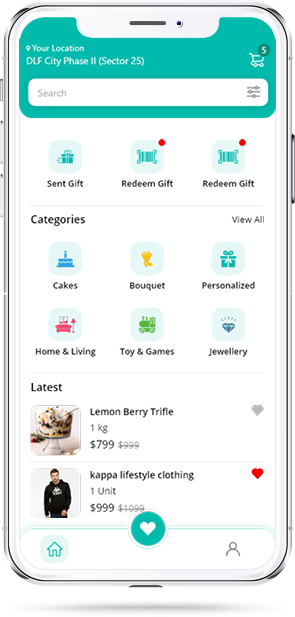 Your Location
DLF City Phase II (Sector 25)
5
Search
Sent Gift
Redeem Gift
Redeem Gift
Categories
View All
Cakes
Bouquet
Personalized
Home & Living
Toy & Games
Jewellery
Latest
Lemon Berry Trifle
1 kg
$799 $999
kappa lifestyle clothing
1 Unit
$999 $1099